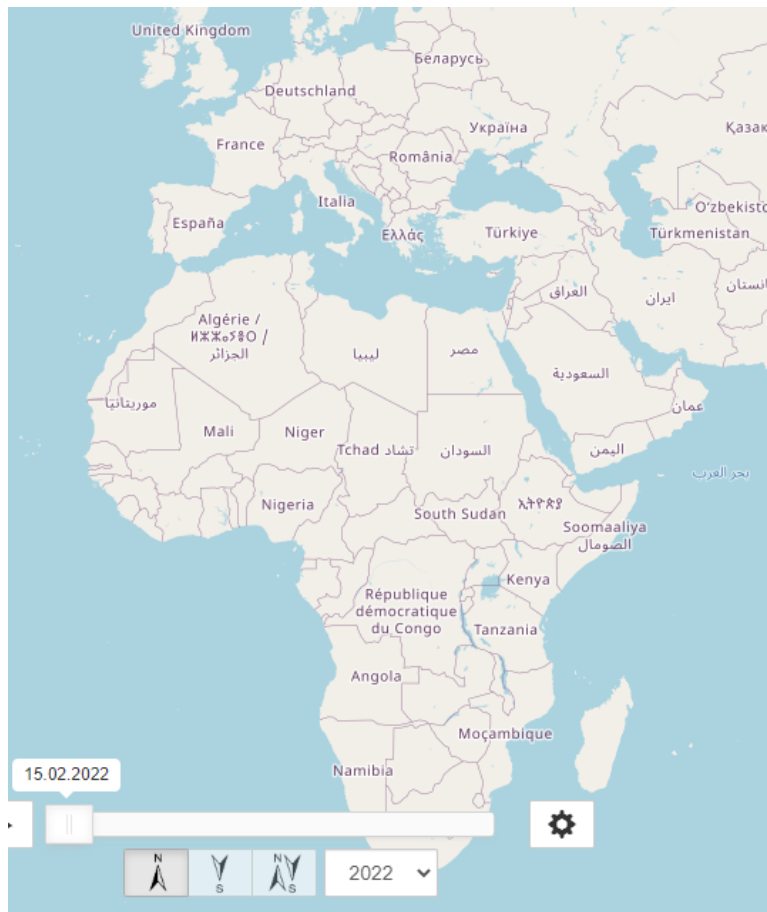 United Kingdom
Беларусь
Deutschland
Україна
Қазақ
France
România
Italia
O‘zbekisto
España
Ελλάς
Türkiye
Türkmenistan
العراق
ایران
انستان
Algérie /
ⵍⵣⵣⴰⵢⴻⵔ /
الجزائر
ليبيا
مصر
السعودية
موريتانيا
عمان
Mali
Niger
Tchad تشاد
السودان
اليمن
بحر العرب
Nigeria
South Sudan
ኢትዮጵያ
Soomaaliya
الصومال
Kenya
République
démocratique
du Congo
Tanzania
Angola
Moçambique
Namibia
15.02.2022
N
S
N
S
2022